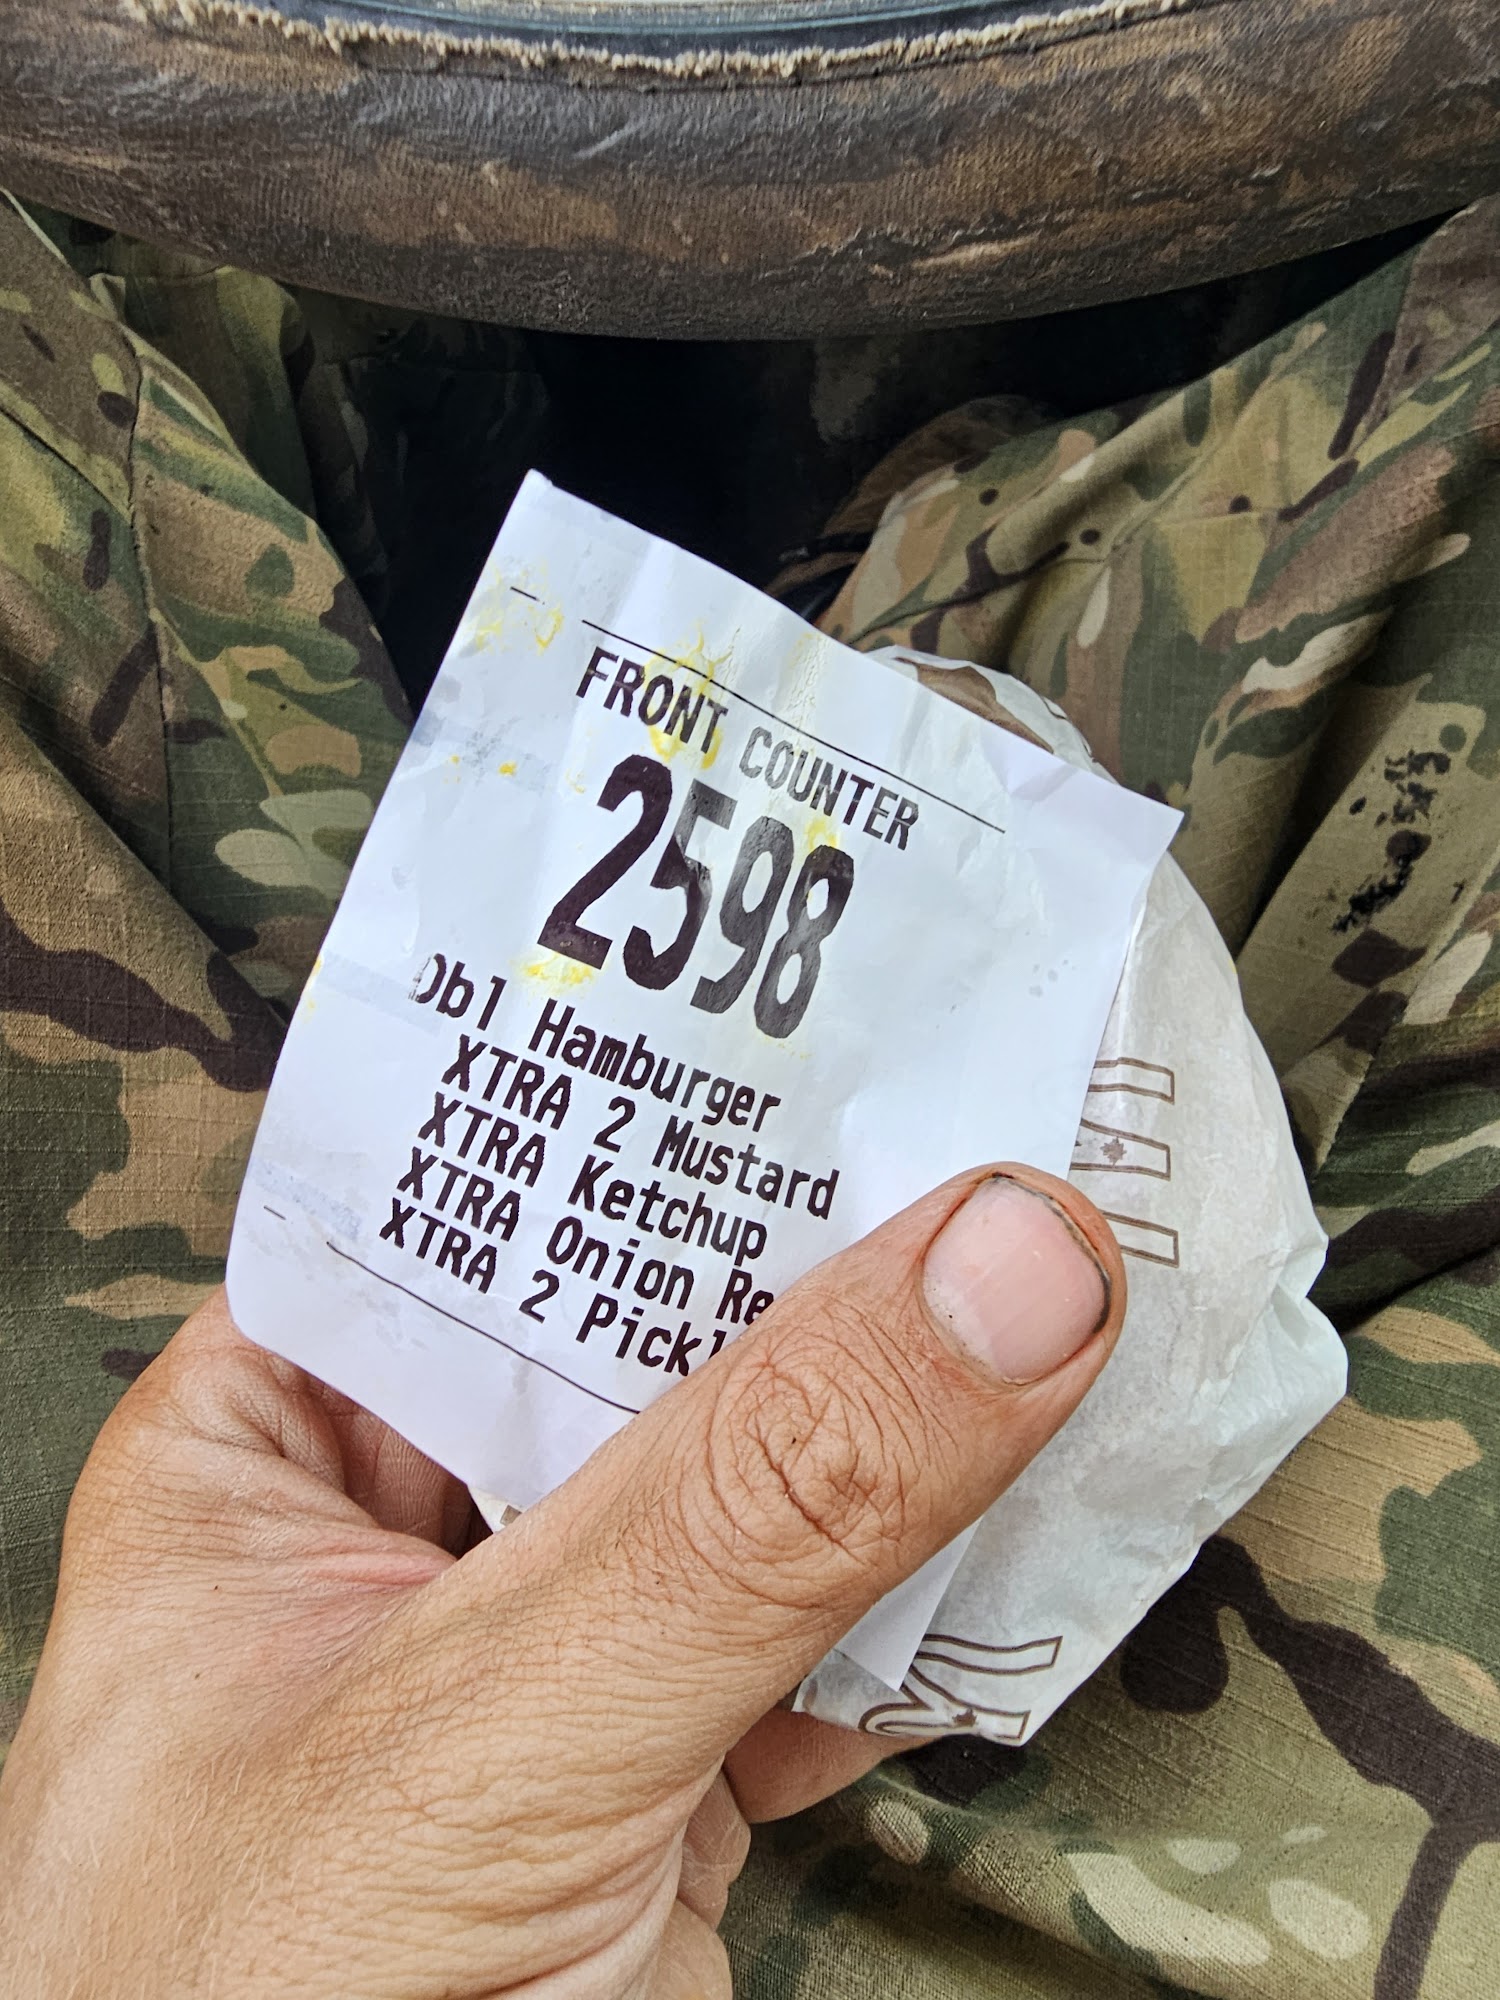 FRONT COUNTER
2598
Dbl Hamburger
XTRA 2 Mustard
XTRA Ketchup
XTRA Onion
XTRA 2